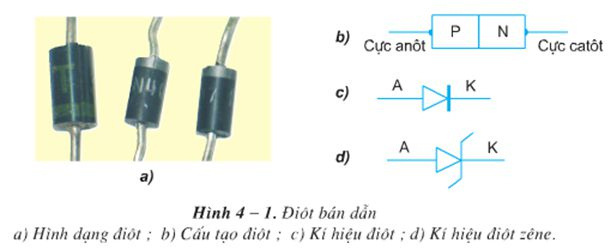 a)
b) Cực anôt P N Cực catôt
c) A K
d) A K
Hình 4 – 1. Điôt bán dẫn
a) Hình dạng điôt ; b) Cấu tạo điôt ; c) Kí hiệu điôt ; d) Kí hiệu điôt zêne.